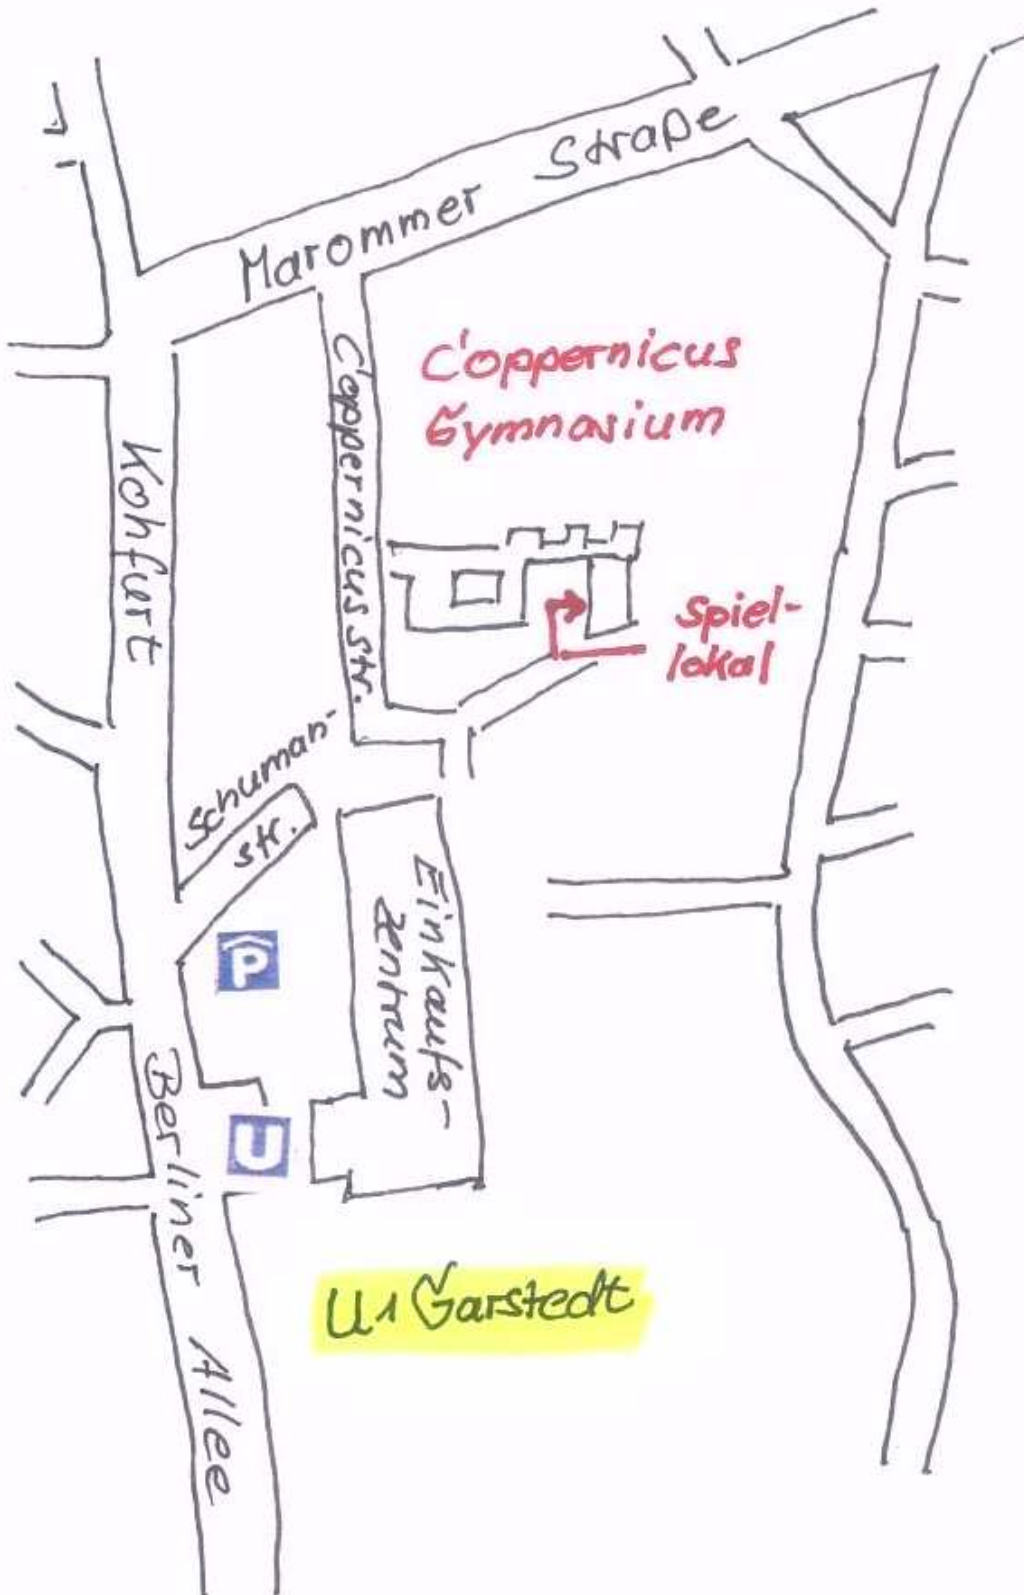 Marommer Straße
Coppernicus
Gymnasium
Coppernicusstr.
Kohfurt
Spiel-
lokal
Schuman-
str.
Einkaufs-
zentrum
P
U
Berliner Allee
U1 Garstedt